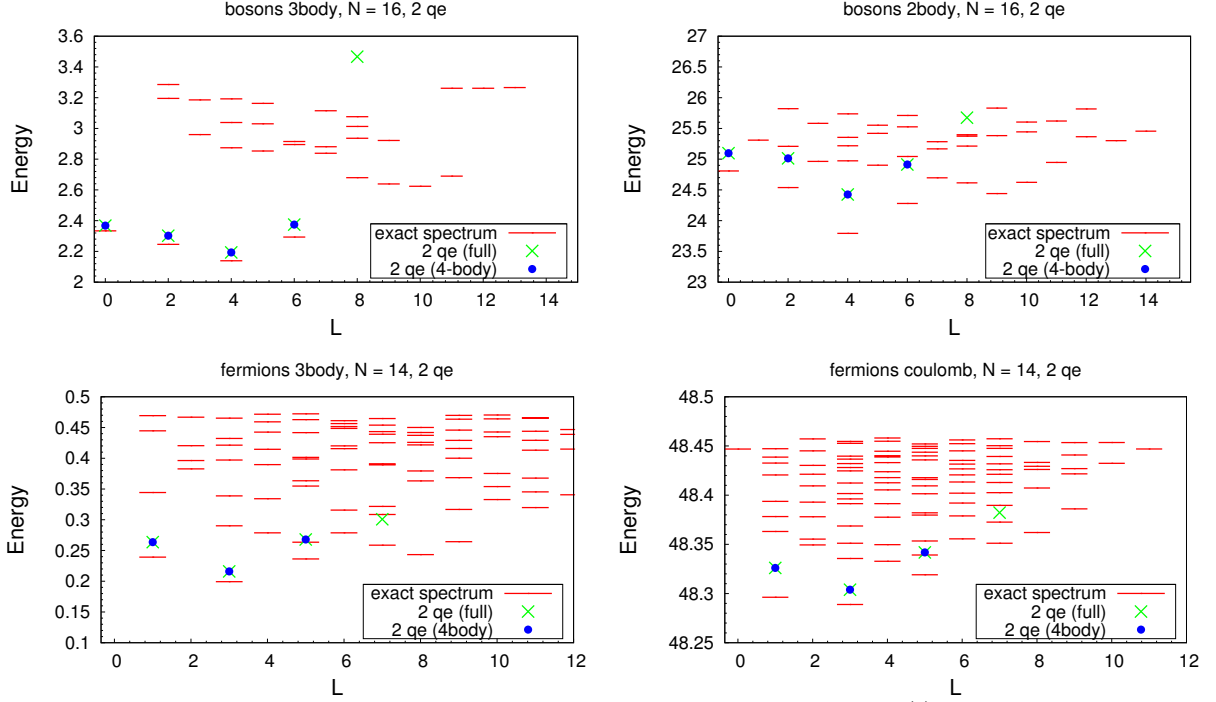 bosons 3body, N = 16, 2 qe
3.6
3.4
3.2
3
2.8
2.6
2.4
2.2
2
Energy
exact spectrum
2 qe (full)
2 qe (4-body)
0 2 4 6 8 10 12 14
L
bosons 2body, N = 16, 2 qe
27
26.5
26
25.5
25
24.5
24
23.5
23
Energy
exact spectrum
2 qe (full)
2 qe (4-body)
0 2 4 6 8 10 12 14
L
fermions 3body, N = 14, 2 qe
0.5
0.45
0.4
0.35
0.3
0.25
0.2
0.15
0.1
Energy
exact spectrum
2 qe (full)
2 qe (4body)
0 2 4 6 8 10 12
L
fermions coulomb, N = 14, 2 qe
48.5
48.45
48.4
48.35
48.3
48.25
Energy
exact spectrum
2 qe (full)
2 qe (4body)
0 2 4 6 8 10 12
L